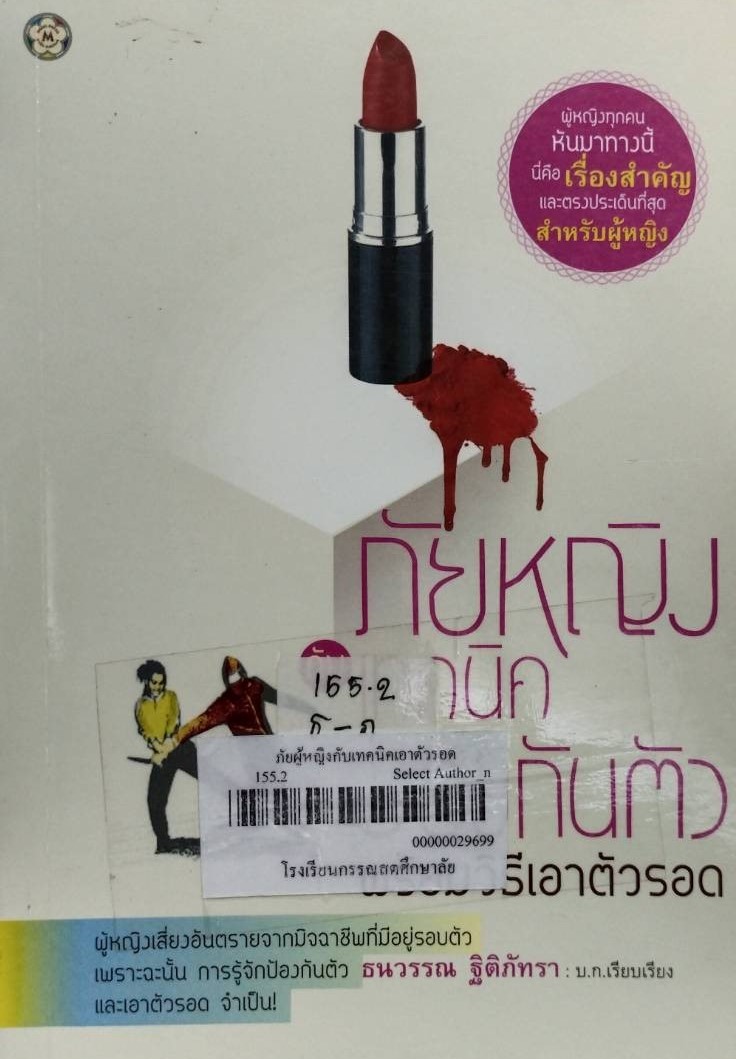 ผู้หญิงทุกคน
หันมาทางนี้
นี่คือ เรื่องสำคัญ
และตรงประเด็นที่สุด
สำหรับผู้หญิง
ภัยหญิง
นิค
กันตัว
วิธีเอาตัวรอด
155.2
ธ-ภ
ภัยผู้หญิงกับเทคนิคเอาตัวรอด
155.2 Select Author_n
00000029699
โรงเรียนกรรณสูตศึกษาลัย
ผู้หญิงเสี่ยงอันตรายจากมิจฉาชีพที่มีอยู่รอบตัว
เพราะฉะนั้น การรู้จักป้องกันตัว
และเอาตัวรอด จำเป็น!
ธนวรรณ ฐิติภัทรา : บ.ก.เรียบเรียง